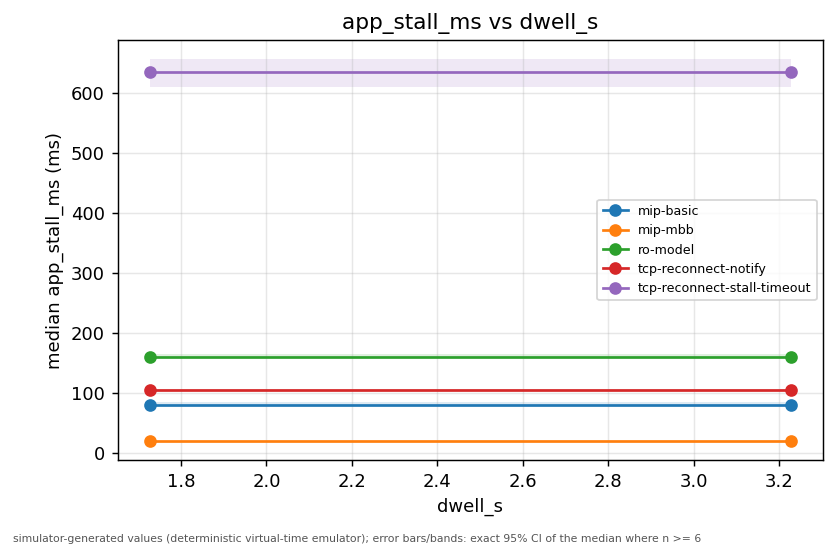 app_stall_ms vs dwell_s
median app_stall_ms (ms)
600
500
400
300
200
100
0
mip-basic
mip-mbb
ro-model
tcp-reconnect-notify
tcp-reconnect-stall-timeout
1.8 2.0 2.2 2.4 2.6 2.8 3.0 3.2
dwell_s
simulator-generated values (deterministic virtual-time emulator); error bars/bands: exact 95% CI of the median where n >= 6